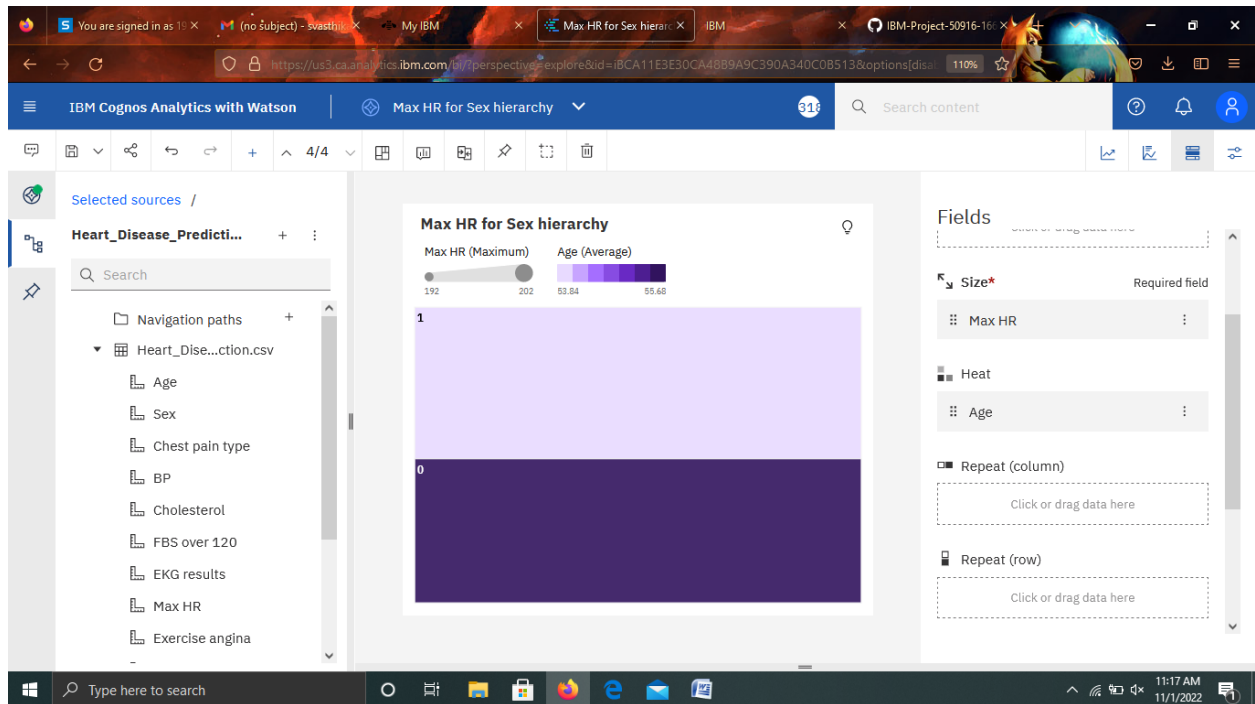 You are signed in as 19
(no subject) - svasthik
My IBM
Max HR for Sex hierarc
IBM
IBM-Project-50916-166
https://us3.ca.analytics.ibm.com/bi/?perspective=explore&id=iBCA11E3E30CA48B9A9C390A340C0B513&options[disal
110%
IBM Cognos Analytics with Watson
Max HR for Sex hierarchy
318
Search content
4/4
Selected sources /
Heart_Disease_Predicti...
Search
Navigation paths
Heart_Dise...ction.csv
Age
Sex
Chest pain type
BP
Cholesterol
FBS over 120
EKG results
Max HR
Exercise angina
Max HR for Sex hierarchy
Max HR (Maximum) Age (Average)
192 202 53.84 55.68
1
0
Fields
Click or drag data here
Size* Required field
Max HR
Heat
Age
Repeat (column)
Click or drag data here
Repeat (row)
Click or drag data here
Type here to search
11:17 AM
11/1/2022
1